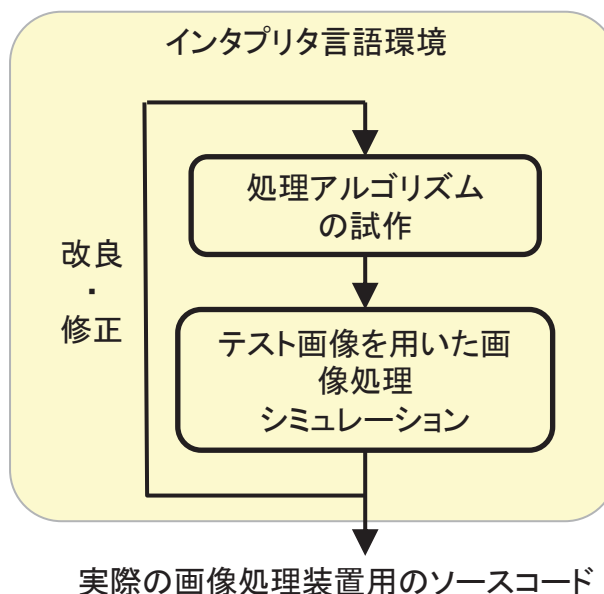 インタプリタ言語環境
処理アルゴリズム
の試作
改良
・
修正
テスト画像を用いた画
像処理
シミュレーション
実際の画像処理装置用のソースコード